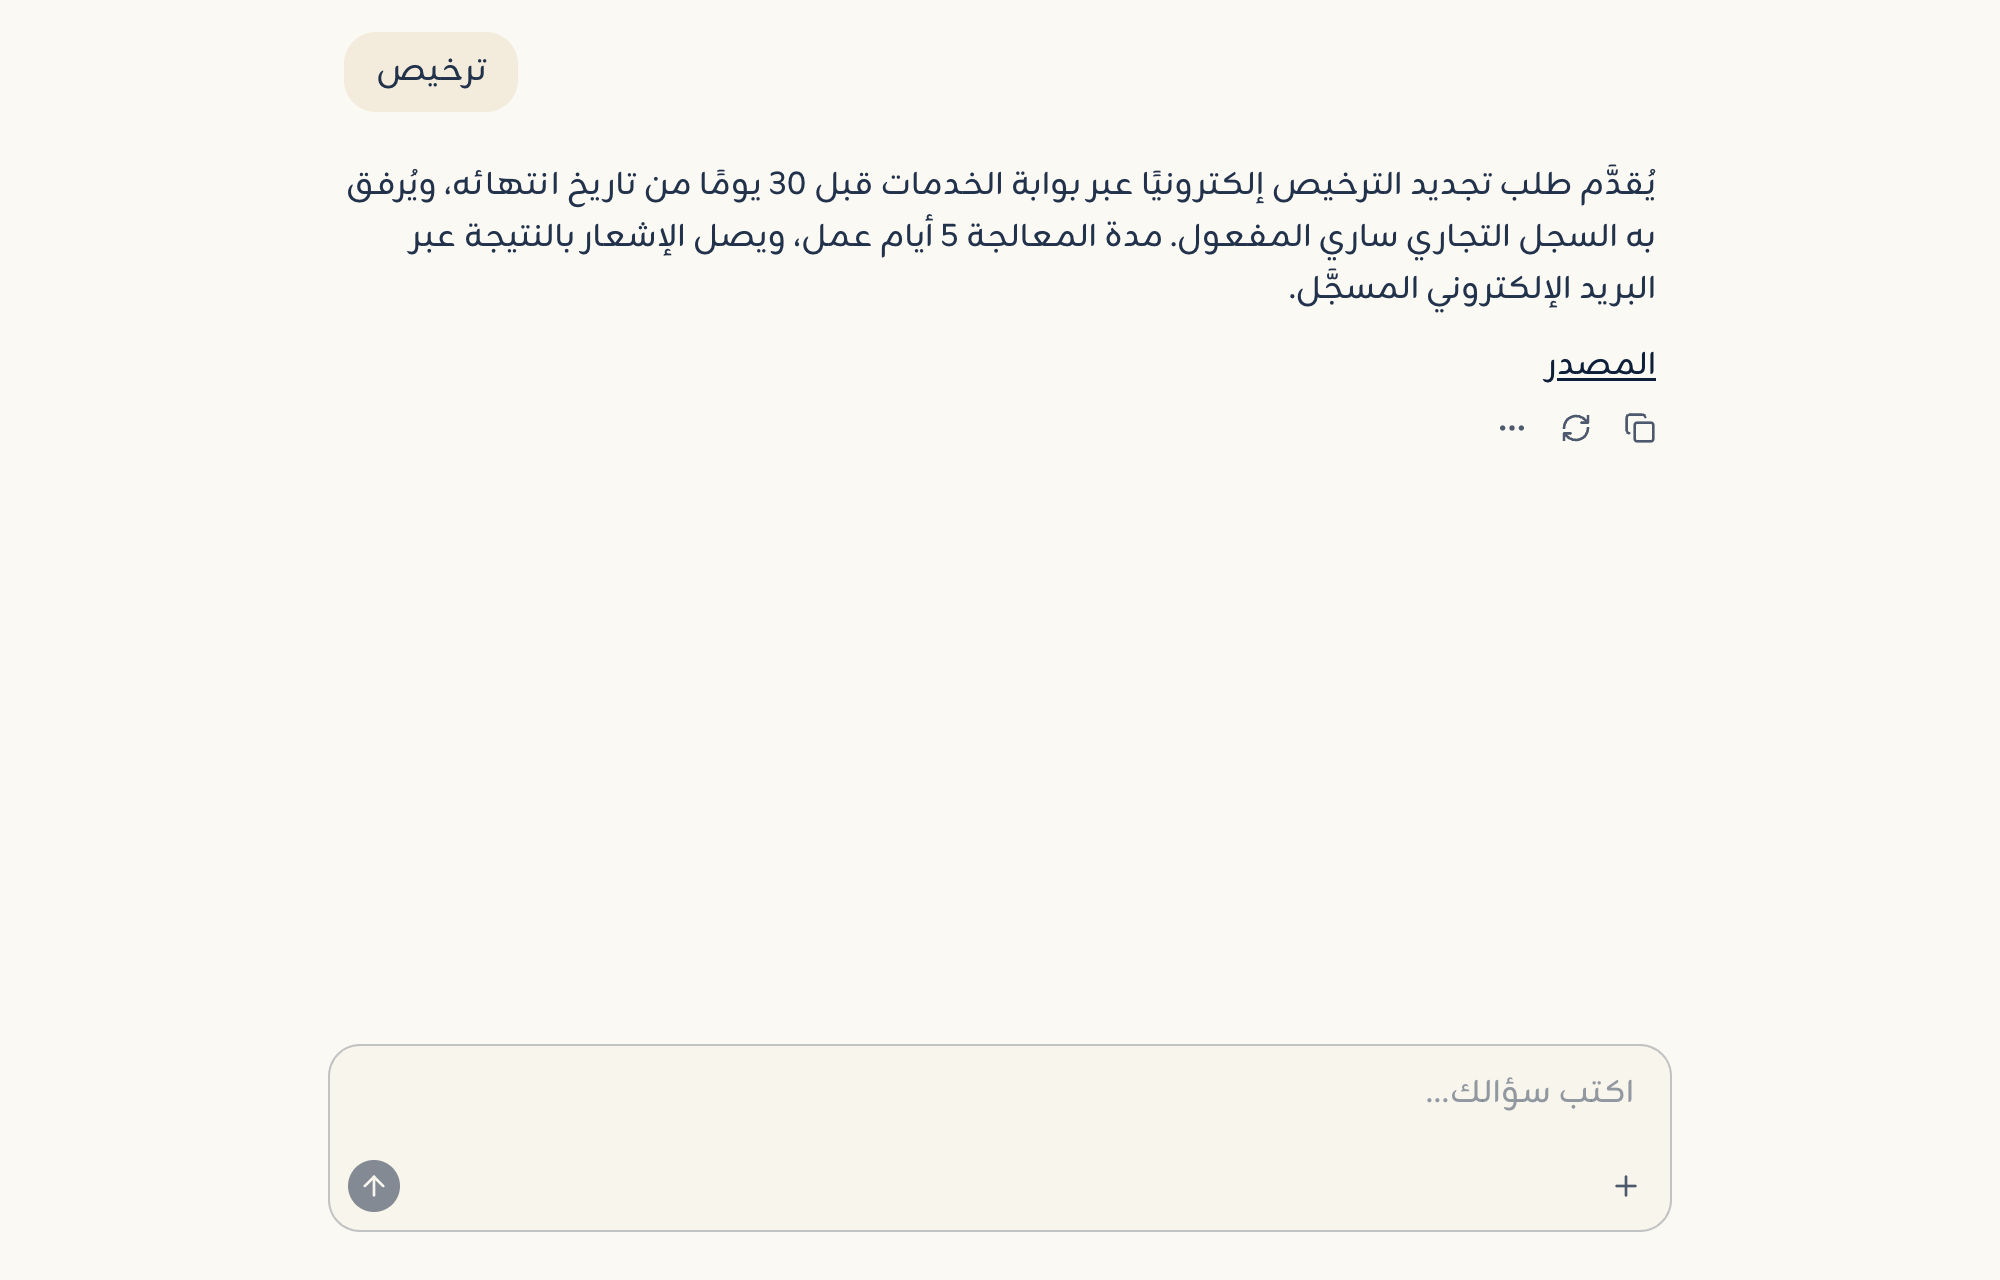 ترخيص
يُقدَّم طلب تجديد الترخيص إلكترونيًا عبر بوابة الخدمات قبل 30 يومًا من تاريخ انتهائه، ويُرفق
به السجل التجاري ساري المفعول. مدة المعالجة 5 أيام عمل، ويصل الإشعار بالنتيجة عبر
البريد الإلكتروني المسجَّل.
المصدر
اكتب سؤالك...